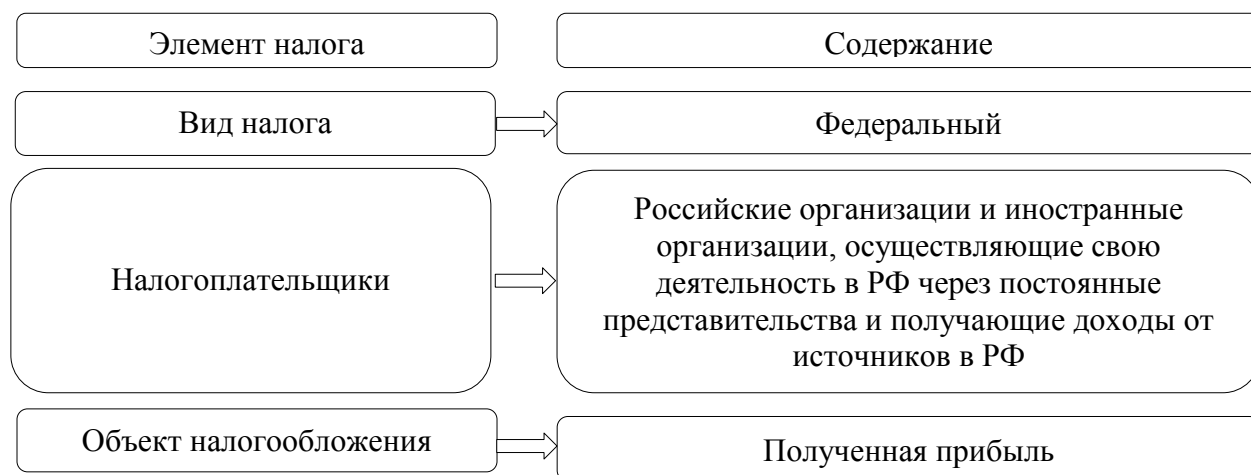 Элемент налога
Содержание
Вид налога
Федеральный
Налогоплательщики
Российские организации и иностранные
организации, осуществляющие свою
деятельность в РФ через постоянные
представительства и получающие доходы от
источников в РФ
Объект налогообложения
Полученная прибыль